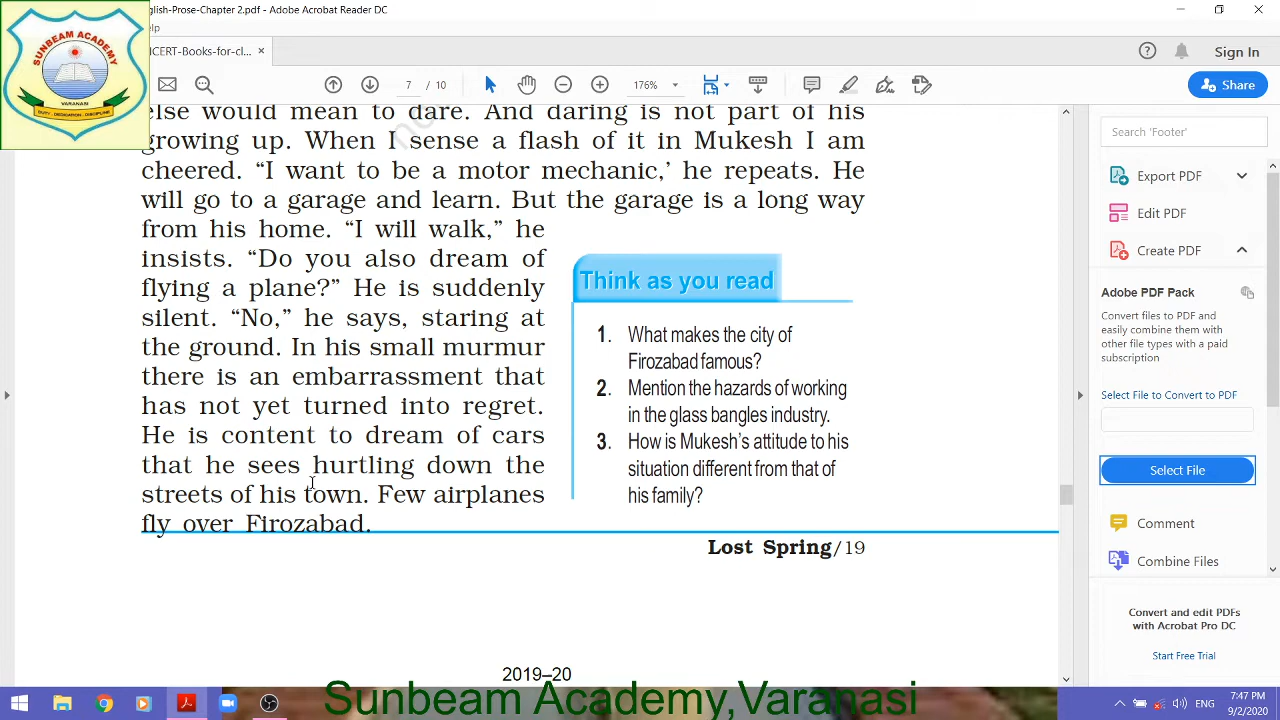 nglish-Prose-Chapter 2.pdf - Adobe Acrobat Reader DC
elp
ICERT-Books-for-cl... ×
Sign In
7 / 10
176%
Share
SUNBEAM ACADEMY
VARANASI
DUTY - DEDICATION - DISCIPLINE
else would mean to dare. And daring is not part of his
growing up. When I sense a flash of it in Mukesh I am
cheered. “I want to be a motor mechanic,’ he repeats. He
will go to a garage and learn. But the garage is a long way
from his home. “I will walk,” he
insists. “Do you also dream of
flying a plane?” He is suddenly
silent. “No,” he says, staring at
the ground. In his small murmur
there is an embarrassment that
has not yet turned into regret.
He is content to dream of cars
that he sees hurtling down the
streets of his town. Few airplanes
fly over Firozabad.
Think as you read
1. What makes the city of
Firozabad famous?
2. Mention the hazards of working
in the glass bangles industry.
3. How is Mukesh’s attitude to his
situation different from that of
his family?
Lost Spring/19
2019–20
Search 'Footer'
Export PDF
Edit PDF
Create PDF
Adobe PDF Pack
Convert files to PDF and
easily combine them with
other file types with a paid
subscription
Select File to Convert to PDF
Select File
Comment
Combine Files
Convert and edit PDFs
with Acrobat Pro DC
Start Free Trial
Sunbeam Academy,Varanasi
ENG
7:47 PM
9/2/2020